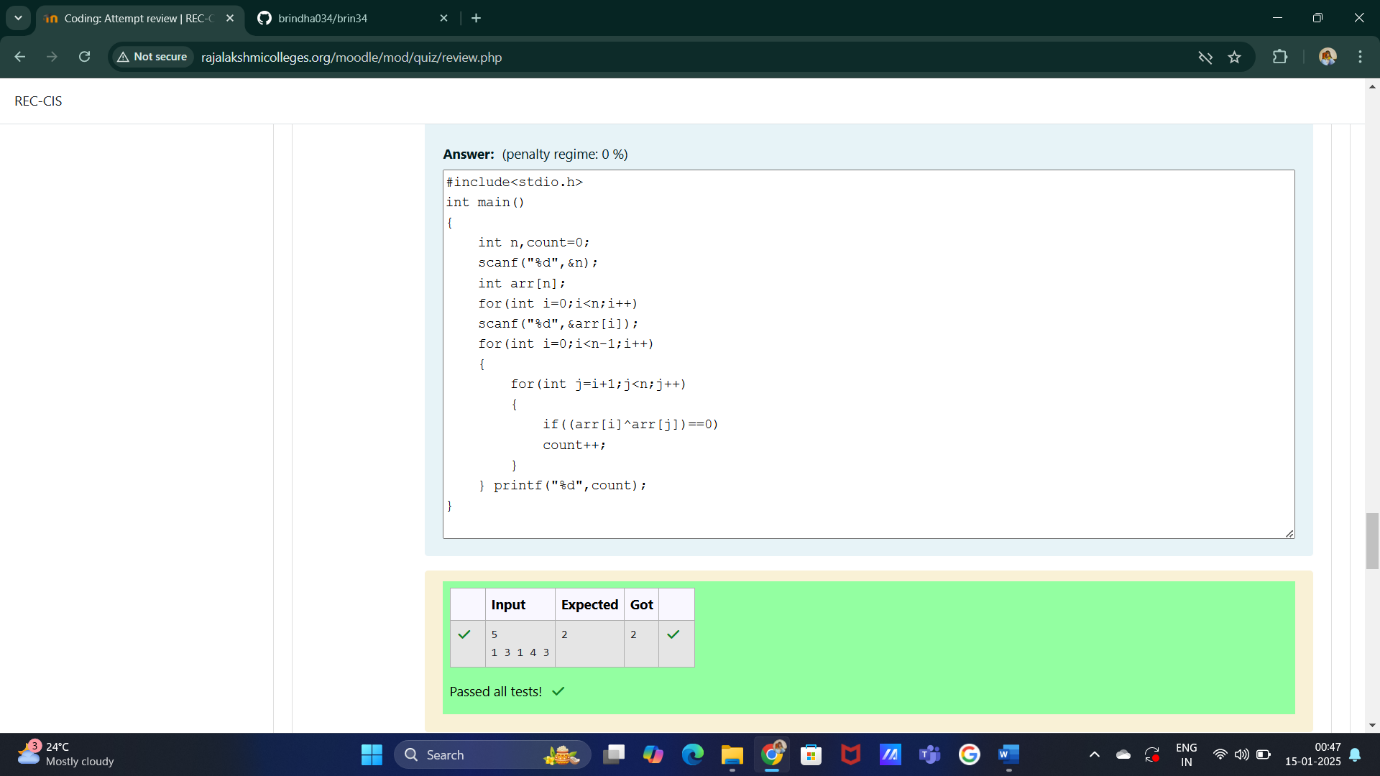 Coding: Attempt review | REC-C
brindha034/brin34
Not secure
rajalakshmicolleges.org/moodle/mod/quiz/review.php
REC-CIS
Answer: (penalty regime: 0 %)
#include<stdio.h>
int main()
{
    int n,count=0;
    scanf("%d",&n);
    int arr[n];
    for(int i=0;i<n;i++)
    scanf("%d",&arr[i]);
    for(int i=0;i<n-1;i++)
    {
        for(int j=i+1;j<n;j++)
        {
            if((arr[i]^arr[j])==0)
            count++;
        }
    } printf("%d",count);
}
Input Expected Got
5 2 2
1 3 1 4 3
Passed all tests!
3
24°C
Mostly cloudy
Search
ENG
IN
00:47
15-01-2025